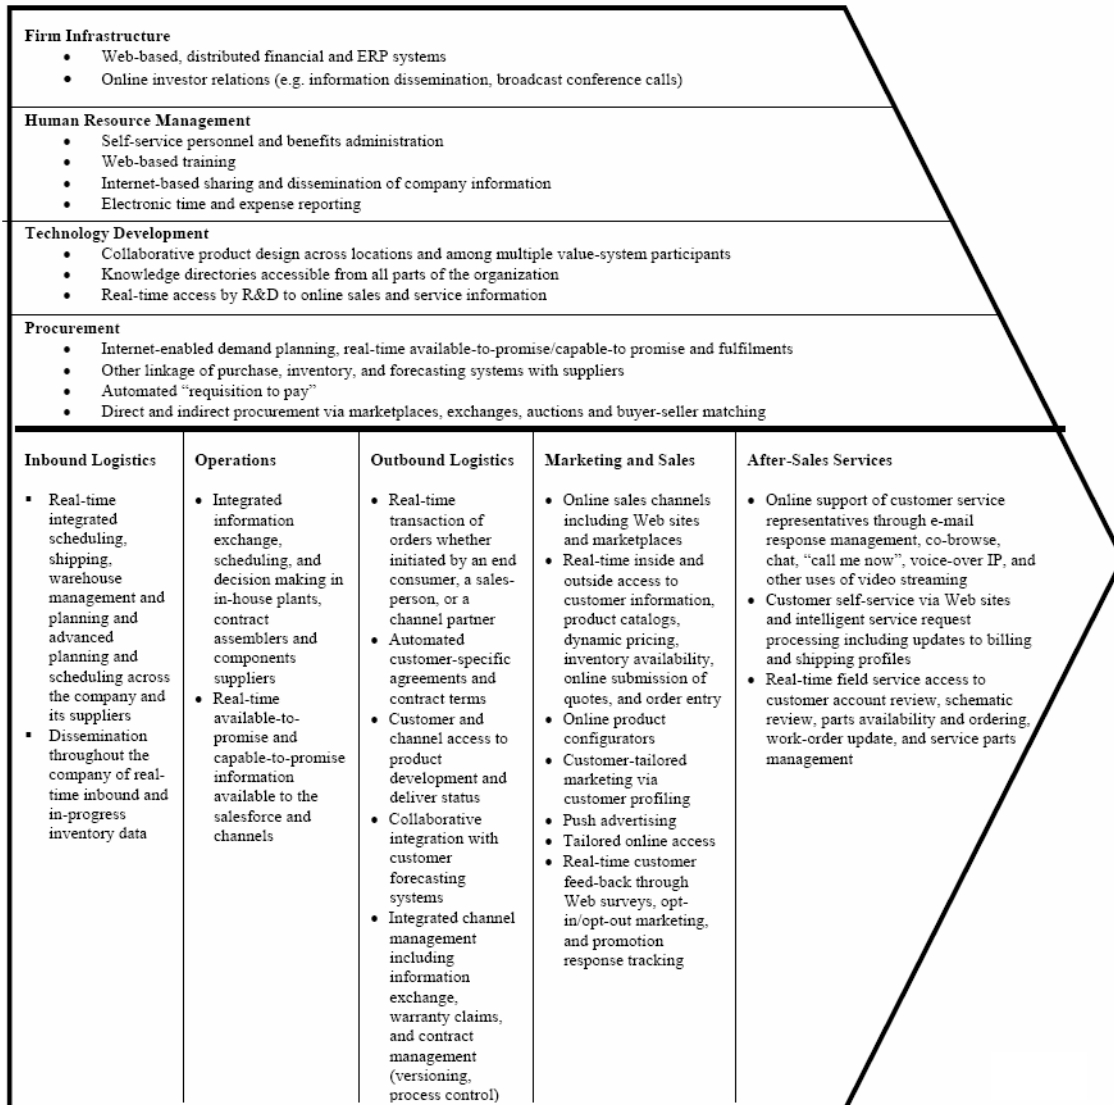 Firm Infrastructure
• Web-based, distributed financial and ERP systems
• Online investor relations (e.g. information dissemination, broadcast conference calls)
Human Resource Management
• Self-service personnel and benefits administration
• Web-based training
• Internet-based sharing and dissemination of company information
• Electronic time and expense reporting
Technology Development
• Collaborative product design across locations and among multiple value-system participants
• Knowledge directories accessible from all parts of the organization
• Real-time access by R&D to online sales and service information
Procurement
• Internet-enabled demand planning, real-time available-to-promise/capable-to promise and fulfilments
• Other linkage of purchase, inventory, and forecasting systems with suppliers
• Automated “requisition to pay”
• Direct and indirect procurement via marketplaces, exchanges, auctions and buyer-seller matching
Inbound Logistics
▪ Real-time
integrated
scheduling,
shipping,
warehouse
management and
planning and
advanced
planning and
scheduling across
the company and
its suppliers
▪ Dissemination
throughout the
company of real-
time inbound and
in-progress
inventory data
Operations
• Integrated
information
exchange,
scheduling, and
decision making in
in-house plants,
contract
assemblers and
components
suppliers
• Real-time
available-to-
promise and
capable-to-promise
information
available to the
salesforce and
channels
Outbound Logistics
• Real-time
transaction of
orders whether
initiated by an end
consumer, a sales-
person, or a
channel partner
• Automated
customer-specific
agreements and
contract terms
• Customer and
channel access to
product
development and
deliver status
• Collaborative
integration with
customer
forecasting
systems
• Integrated channel
management
including
information
exchange,
warranty claims,
and contract
management
(versioning,
process control)
Marketing and Sales
• Online sales channels
including Web sites
and marketplaces
• Real-time inside and
outside access to
customer information,
product catalogs,
dynamic pricing,
inventory availability,
online submission of
quotes, and order entry
• Online product
configurators
• Customer-tailored
marketing via
customer profiling
• Push advertising
• Tailored online access
• Real-time customer
feed-back through
Web surveys, opt-
in/opt-out marketing,
and promotion
response tracking
After-Sales Services
• Online support of customer service
representatives through e-mail
response management, co-browse,
chat, “call me now”, voice-over IP, and
other uses of video streaming
• Customer self-service via Web sites
and intelligent service request
processing including updates to billing
and shipping profiles
• Real-time field service access to
customer account review, schematic
review, parts availability and ordering,
work-order update, and service parts
management